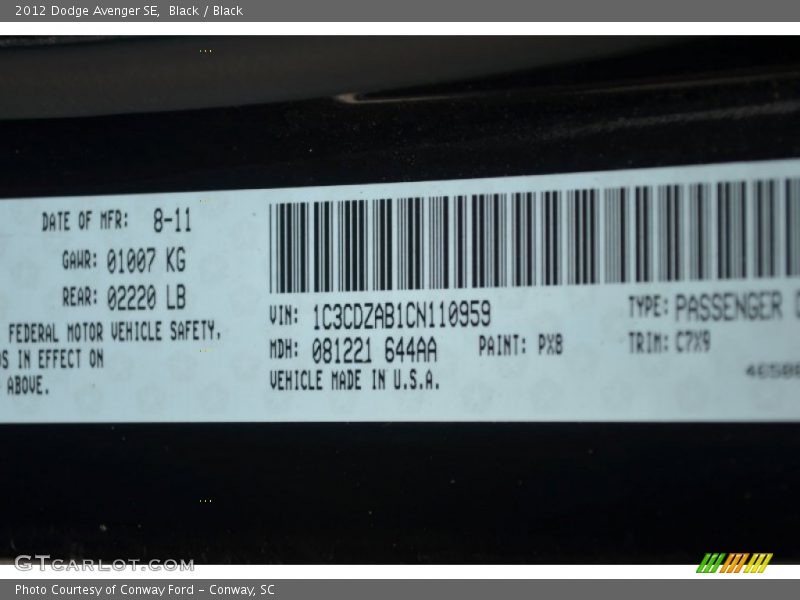 2012 Dodge Avenger SE, Black / Black
DATE OF MFR: 8-11
GAWR: 01007 KG
REAR: 02220 LB
FEDERAL MOTOR VEHICLE SAFETY,
IN EFFECT ON
ABOVE.
VIN: 1C3CDZAB1CN110959
TYPE: PASSENGER
MDH: 081221 644AA PAINT: PX8
TRIM: C7X9
VEHICLE MADE IN U.S.A.
GTCARLOT.COM
Photo Courtesy of Conway Ford - Conway, SC